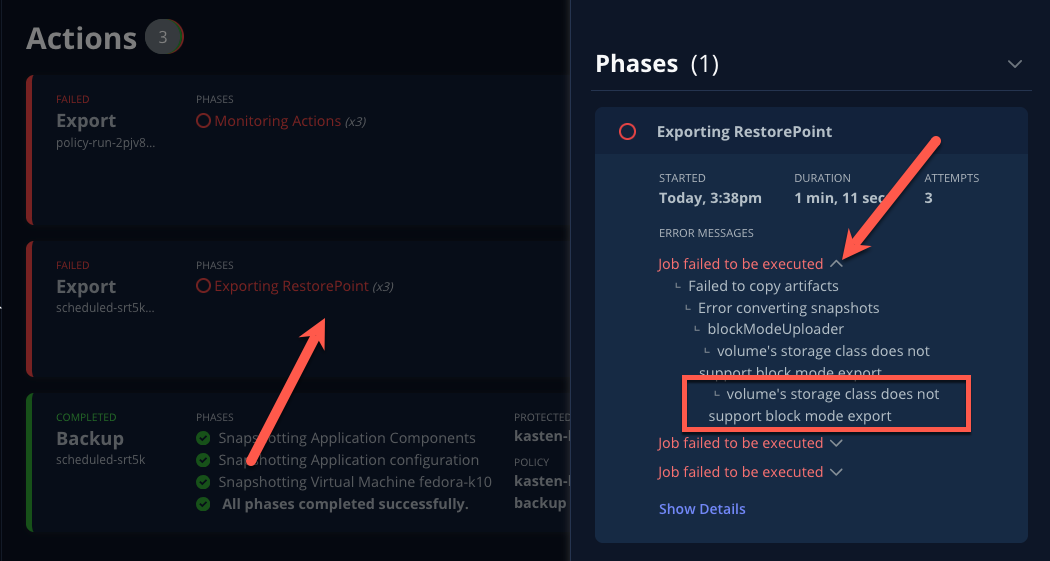 Actions 3
FAILED
Export
policy-run-2pjv8...
PHASES
Monitoring Actions (x3)
FAILED
Export
scheduled-srt5k...
PHASES
Exporting RestorePoint (x3)
COMPLETED
Backup
scheduled-srt5k
PHASES
Snapshotting Application Components
Snapshotting Application configuration
Snapshotting Virtual Machine fedora-k10
All phases completed successfully.
PROTECTED
kasten-
POLICY
kasten-
backup
Phases (1)
Exporting RestorePoint
STARTED
Today, 3:38pm
DURATION
1 min, 11 sec
ATTEMPTS
3
ERROR MESSAGES
Job failed to be executed
Failed to copy artifacts
Error converting snapshots
blockModeUploader
volume's storage class does not
support block mode export
volume's storage class does not
support block mode export
Job failed to be executed
Job failed to be executed
Show Details